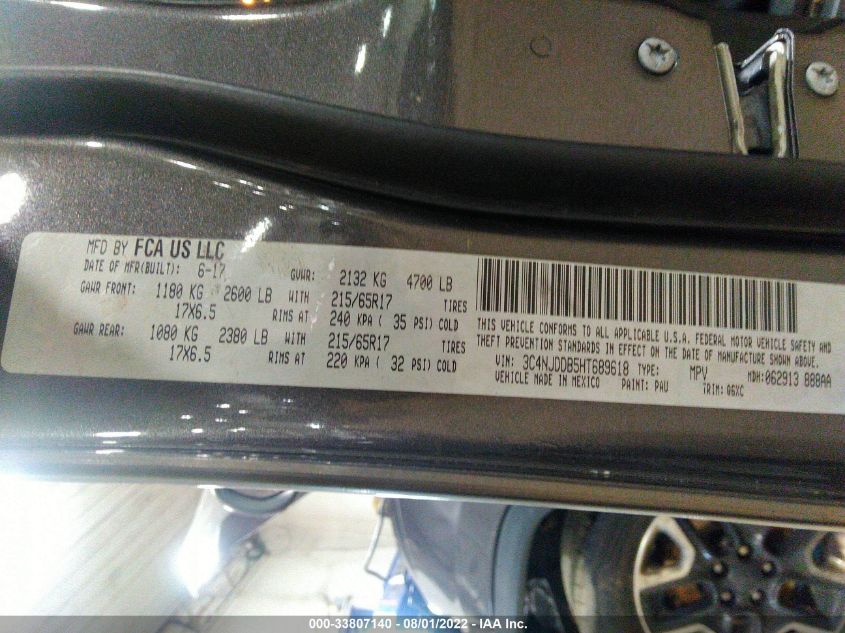 MFD BY FCA US LLC
DATE OF MFR(BUILT): 6-17 GVWR: 2132 KG 4700 LB
GAWR FRONT: 1180 KG 2600 LB WITH 215/65R17 TIRES
17X6.5 RIMS AT 240 KPA ( 35 PSI) COLD
GAWR REAR: 1080 KG 2380 LB WITH 215/65R17 TIRES
17X6.5 RIMS AT 220 KPA ( 32 PSI) COLD
THIS VEHICLE CONFORMS TO ALL APPLICABLE U.S.A. FEDERAL MOTOR VEHICLE SAFETY AND
THEFT PREVENTION STANDARDS IN EFFECT ON THE DATE OF MANUFACTURE SHOWN ABOVE.
VIN: 3C4NJDDB5HT689618 TYPE: MPV MDH:062913 888AA
VEHICLE MADE IN MEXICO PAINT: PAU TRIM: G6XC
000-33807140 - 08/01/2022 - IAA Inc.